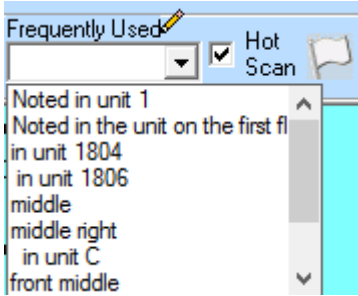 Frequently Used
Hot
Scan
Noted in unit 1
Noted in the unit on the first fl
in unit 1804
in unit 1806
middle
middle right
in unit C
front middle